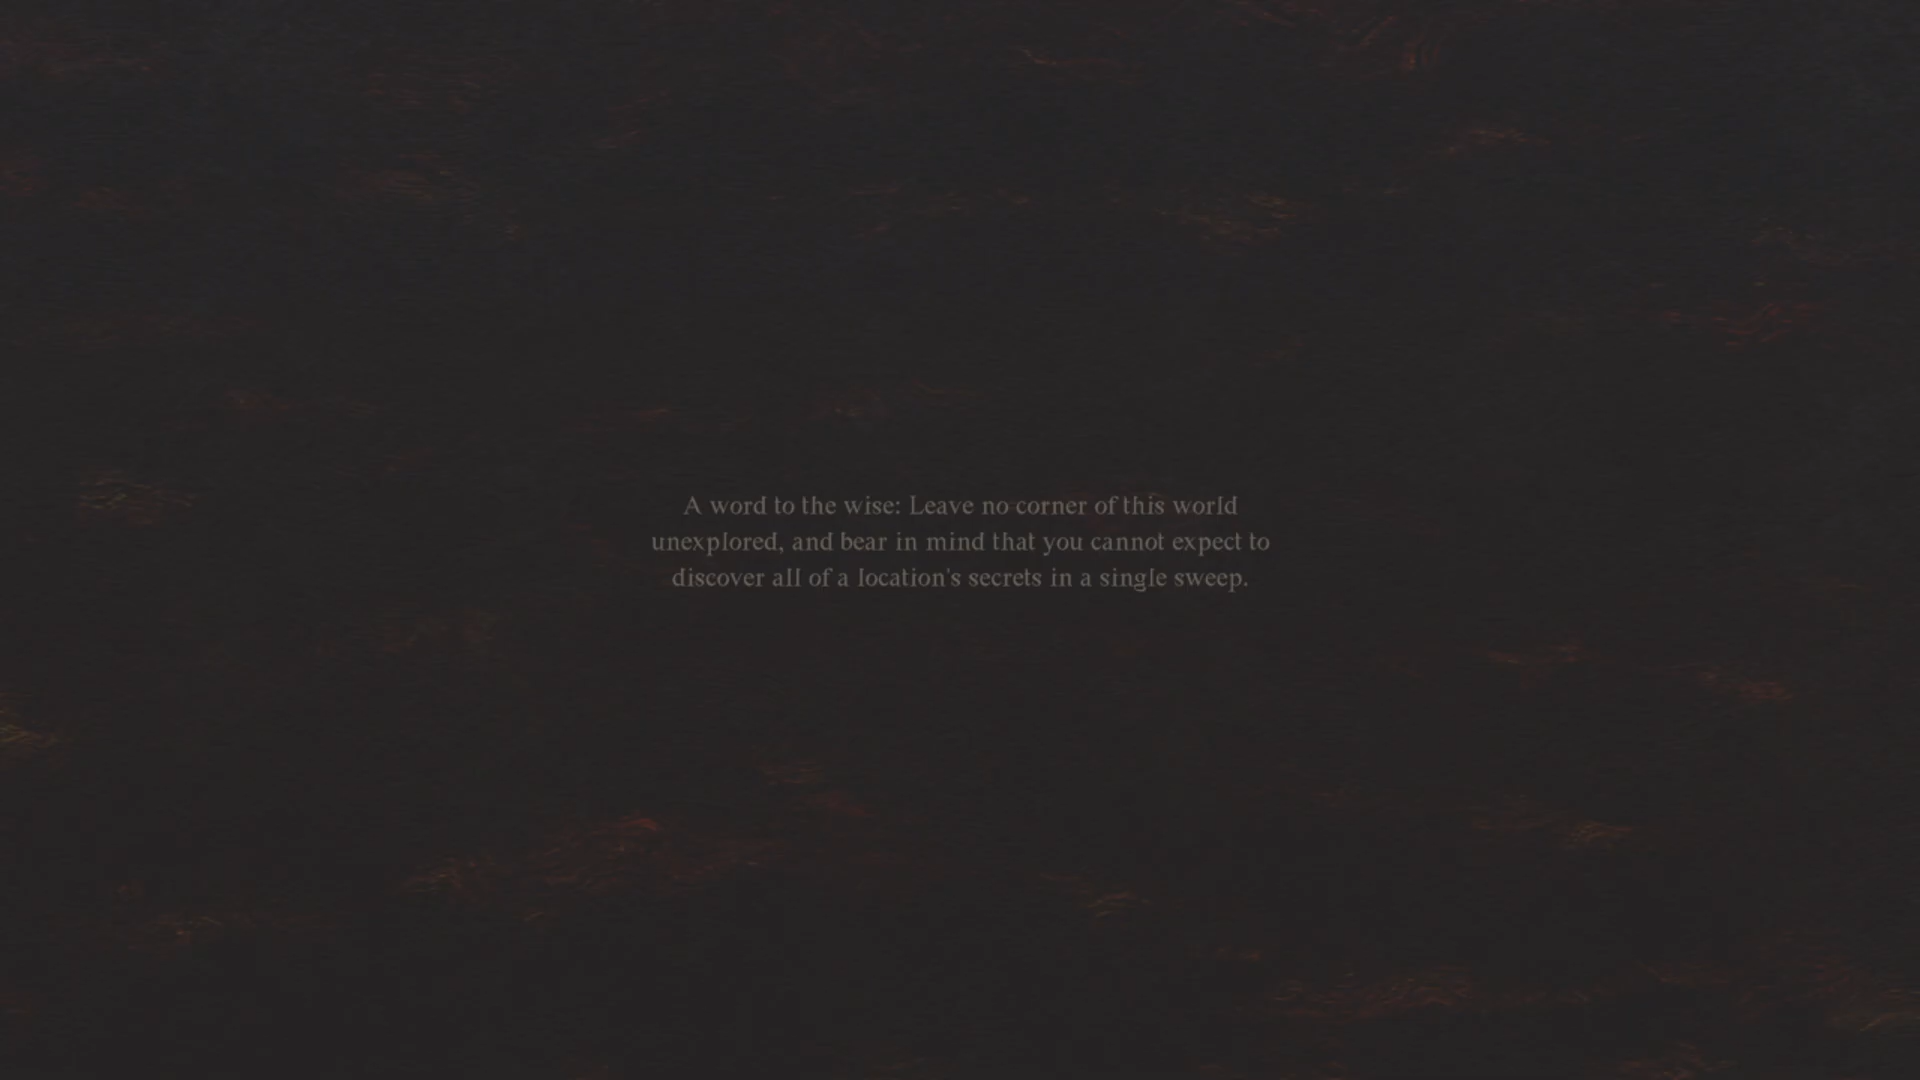 A word to the wise: Leave no corner of this world
unexplored, and bear in mind that you cannot expect to
discover all of a location's secrets in a single sweep.